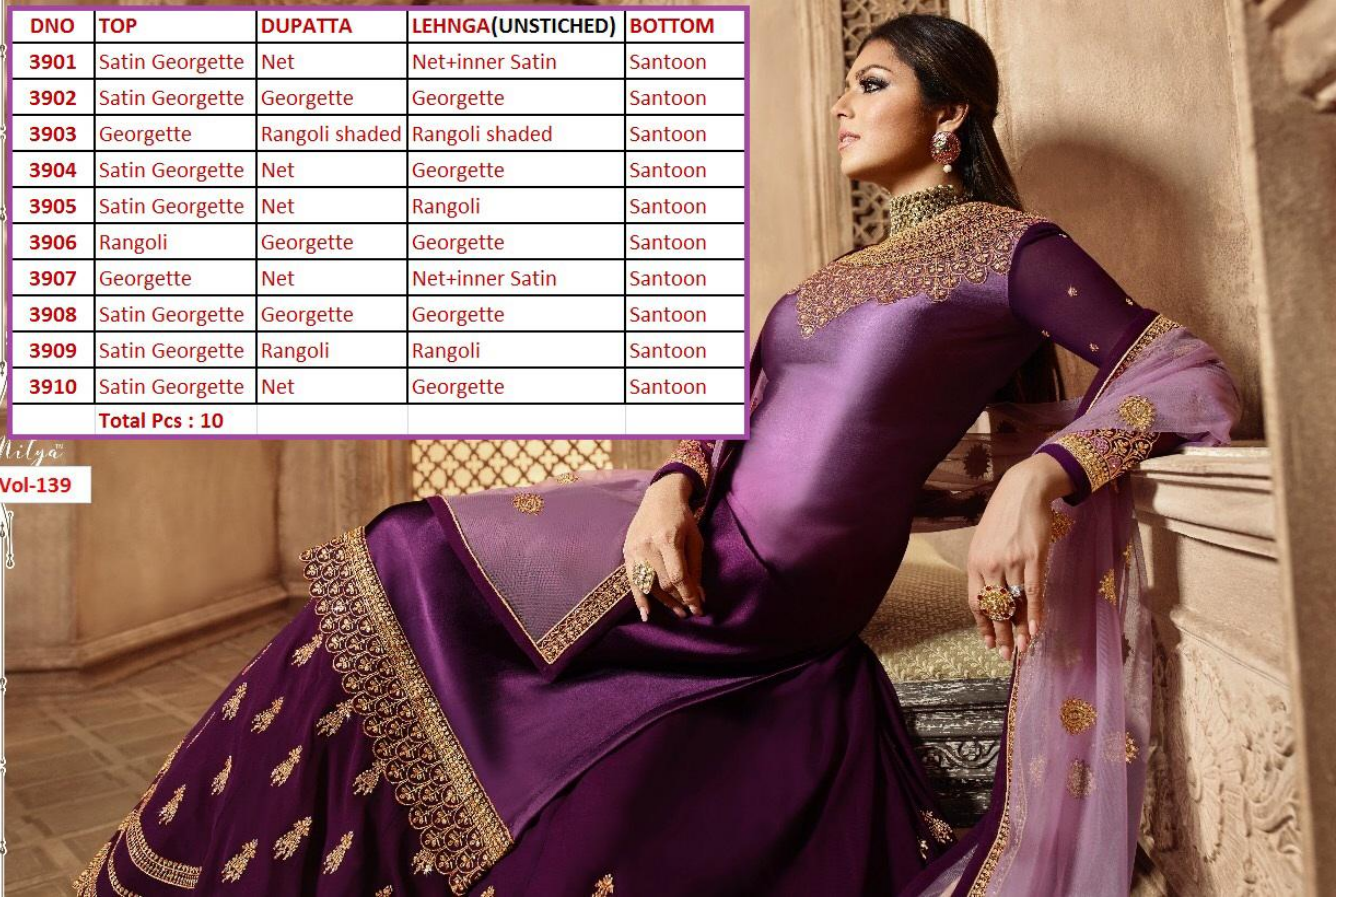 DNO TOP DUPATTA LEHNGA(UNSTICHED) BOTTOM
3901 Satin Georgette Net Net+inner Satin Santoon
3902 Satin Georgette Georgette Georgette Santoon
3903 Georgette Rangoli shaded Rangoli shaded Santoon
3904 Satin Georgette Net Georgette Santoon
3905 Satin Georgette Net Rangoli Santoon
3906 Rangoli Georgette Georgette Santoon
3907 Georgette Net Net+inner Satin Santoon
3908 Satin Georgette Georgette Georgette Santoon
3909 Satin Georgette Rangoli Rangoli Santoon
3910 Satin Georgette Net Georgette Santoon
Total Pcs : 10
Nitya™
Vol-139